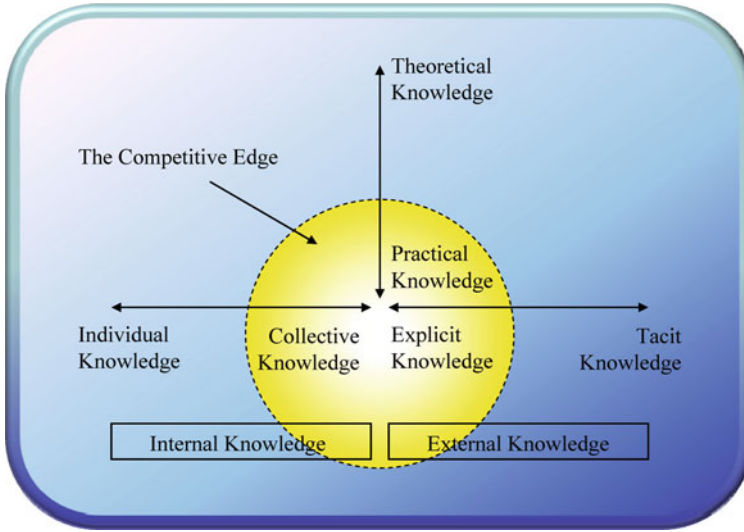 Theoretical
Knowledge
The Competitive Edge
Practical
Knowledge
Individual
Knowledge
Collective
Knowledge
Explicit
Knowledge
Tacit
Knowledge
Internal Knowledge
External Knowledge